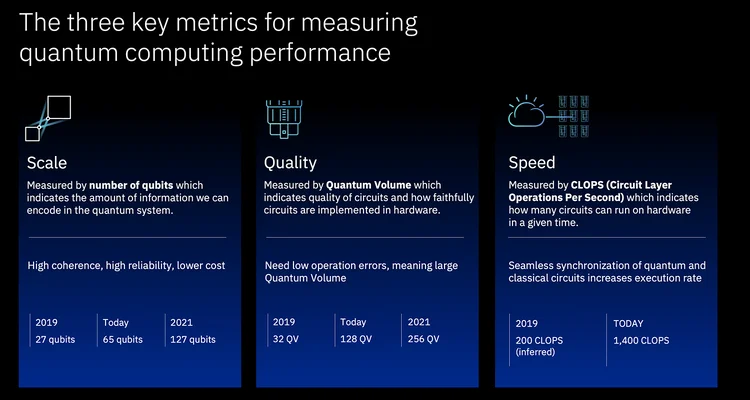 The three key metrics for measuring
quantum computing performance
Scale
Measured by number of qubits which
indicates the amount of information we can
encode in the quantum system.
High coherence, high reliability, lower cost
2019
27 qubits
Today
65 qubits
2021
127 qubits
Quality
Measured by Quantum Volume which
indicates quality of circuits and how faithfully
circuits are implemented in hardware.
Need low operation errors, meaning large
Quantum Volume
2019
32 QV
Today
128 QV
2021
256 QV
Speed
Measured by CLOPS (Circuit Layer
Operations Per Second) which indicates
how many circuits can run on hardware
in a given time.
Seamless synchronization of quantum and
classical circuits increases execution rate
2019
200 CLOPS
(inferred)
TODAY
1,400 CLOPS